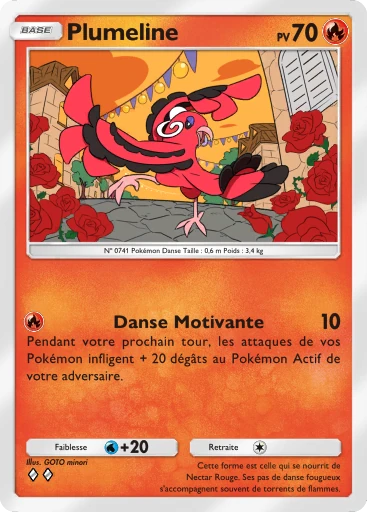 BASE Plumeline PV 70
N° 0741 Pokémon Danse Taille : 0,6 m Poids : 3,4 kg
Danse Motivante 10
Pendant votre prochain tour, les attaques de vos
Pokémon infligent + 20 dégâts au Pokémon Actif de
votre adversaire.
Faiblesse +20 Retraite
Illus. GOTO minori
Cette forme est celle qui se nourrit de
Nectar Rouge. Ses pas de danse fougueux
s'accompagnent souvent de torrents de flammes.